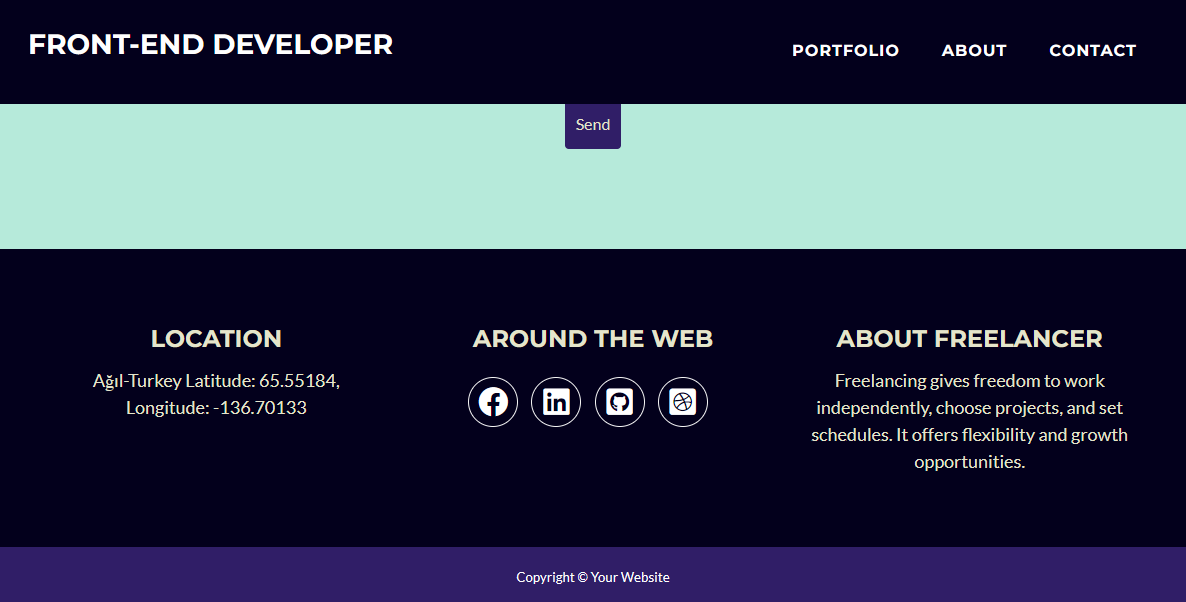 FRONT-END DEVELOPER
PORTFOLIO ABOUT CONTACT
Send
LOCATION
Ağıl-Turkey Latitude: 65.55184,
Longitude: -136.70133
AROUND THE WEB
in
ABOUT FREELANCER
Freelancing gives freedom to work
independently, choose projects, and set
schedules. It offers flexibility and growth
opportunities.
Copyright © Your Website